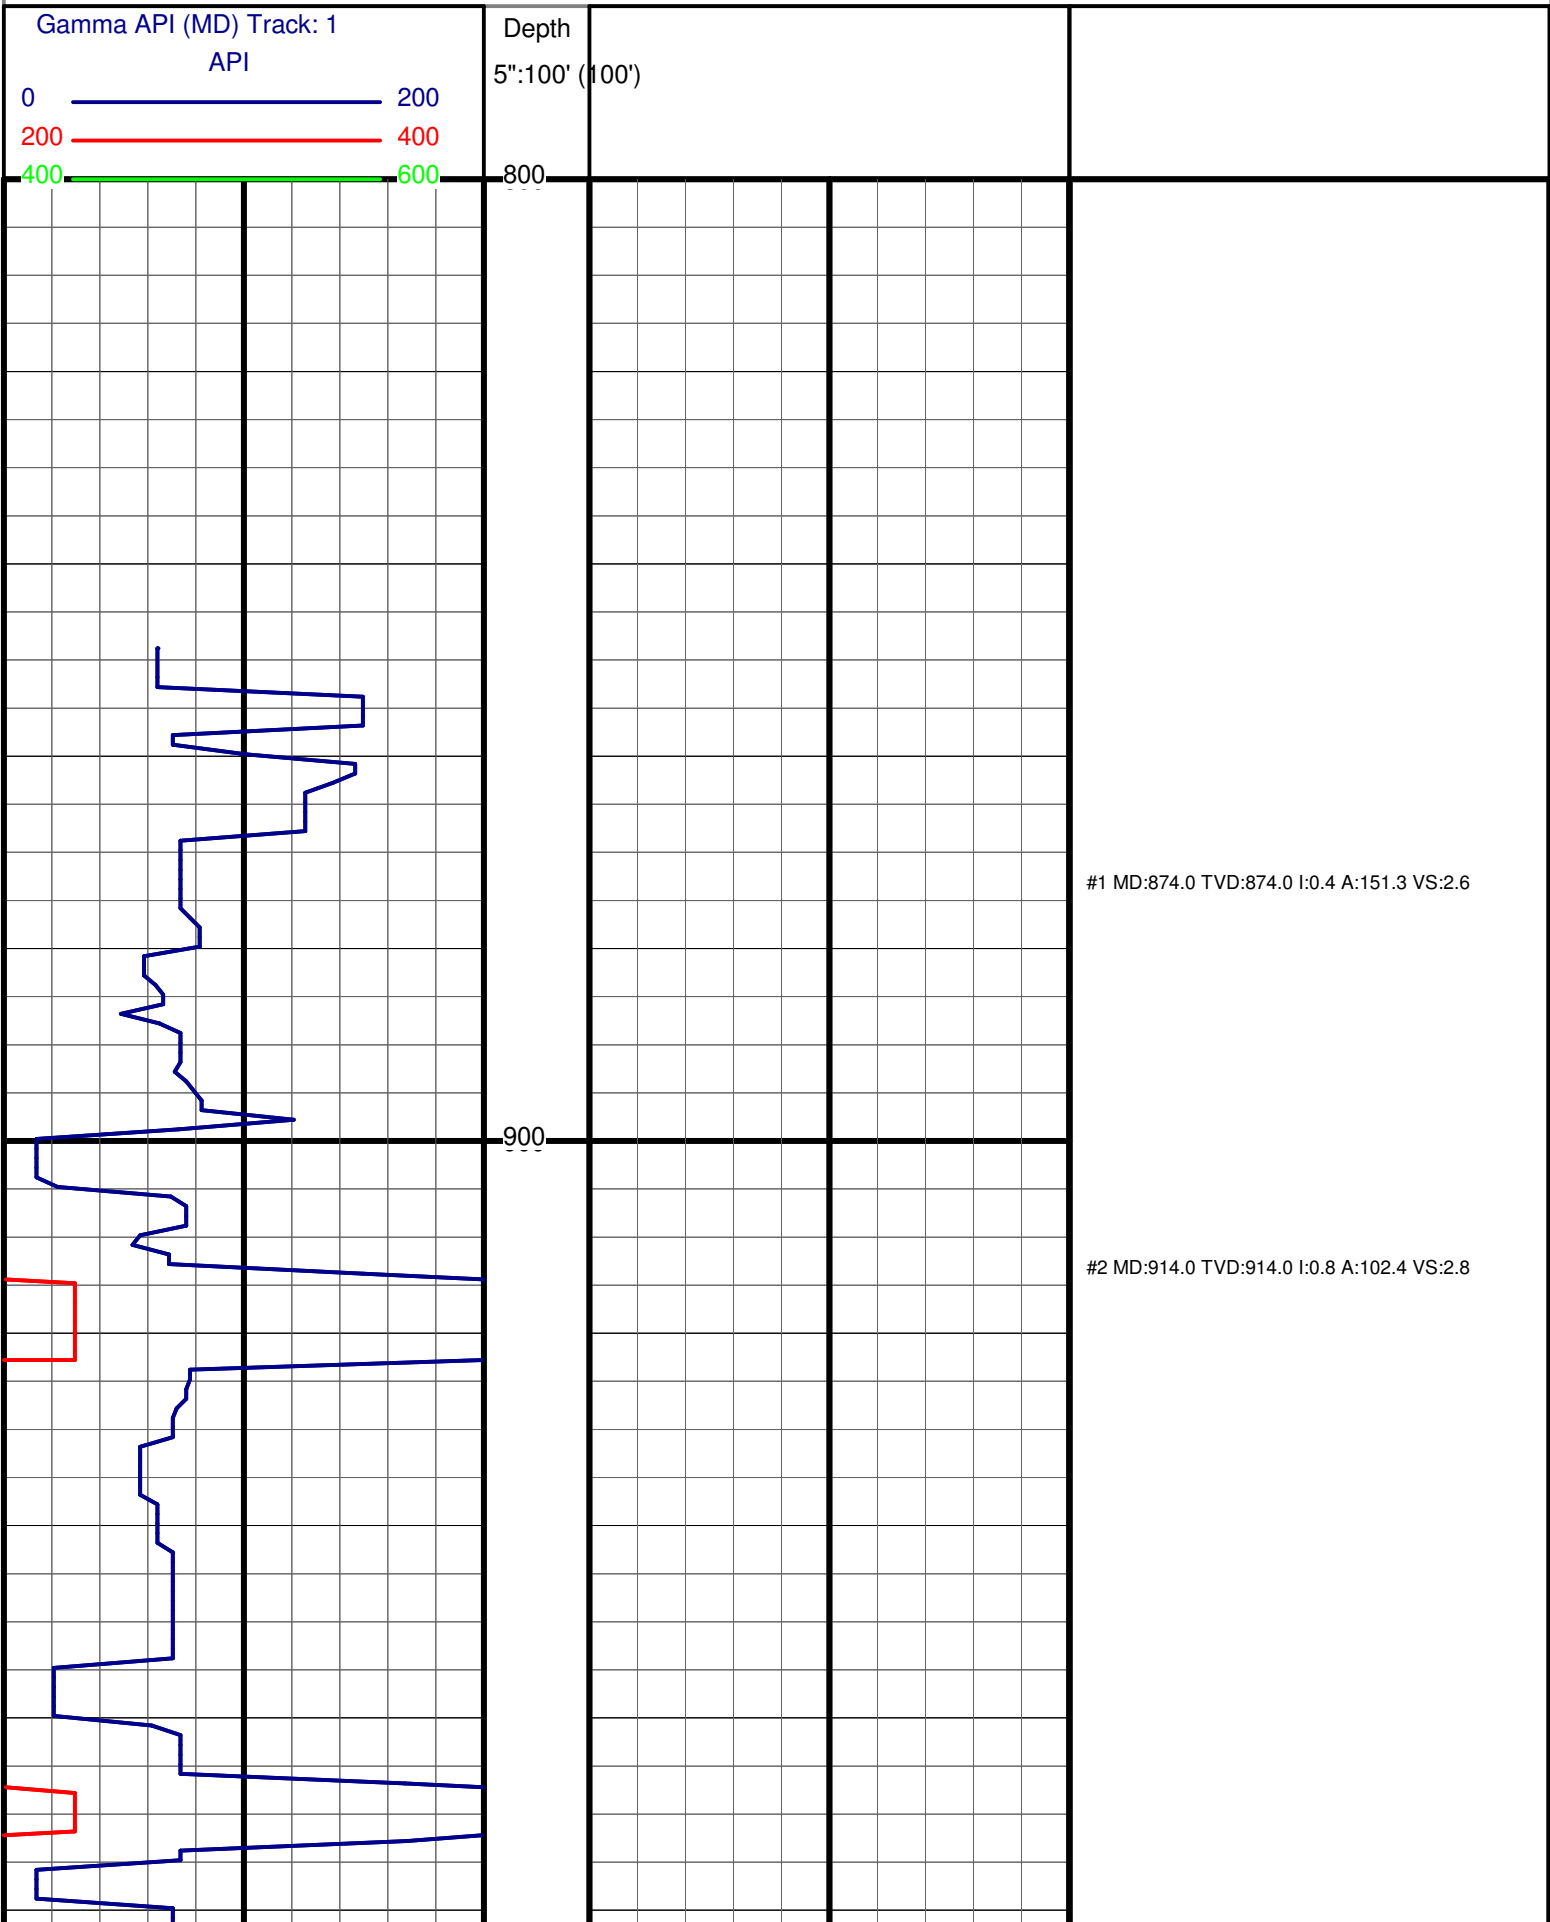 Gamma API (MD) Track: 1
API
0 200
200 400
400 600
Depth
5":100' (100')
800
#1 MD:874.0 TVD:874.0 I:0.4 A:151.3 VS:2.6
900
#2 MD:914.0 TVD:914.0 I:0.8 A:102.4 VS:2.8